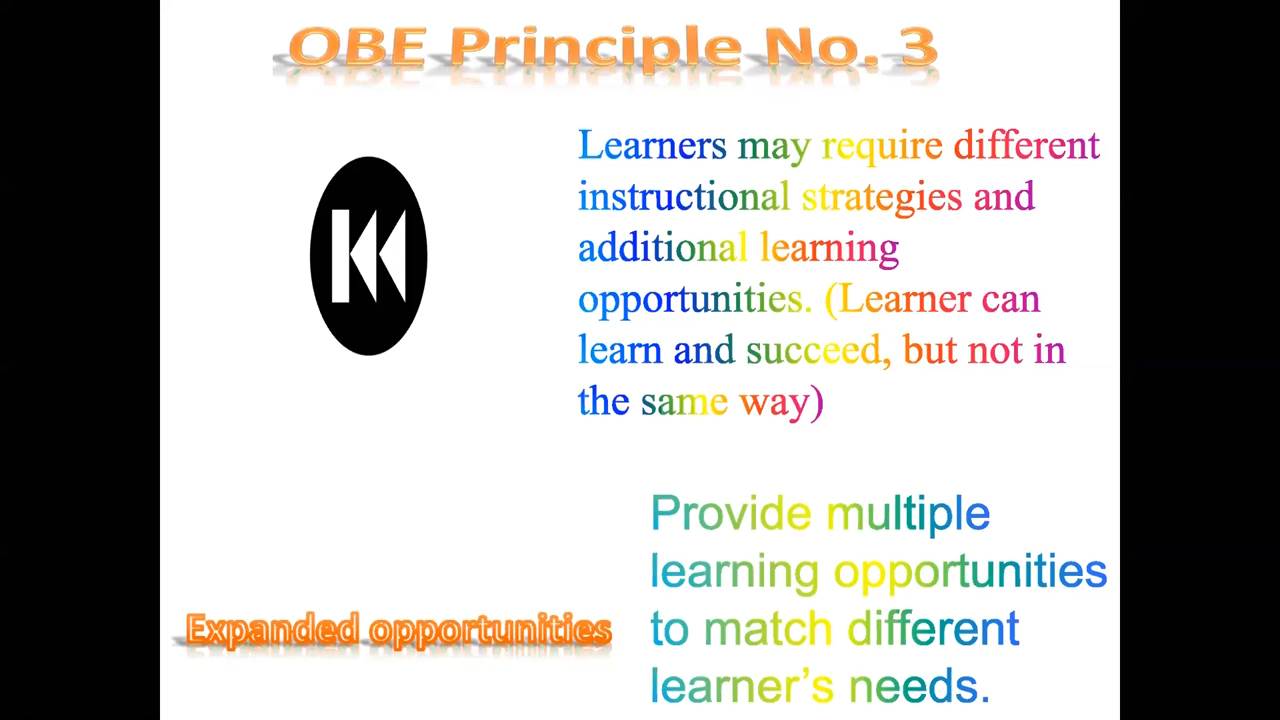 OBE Principle No. 3
Learners may require different
instructional strategies and
additional learning
opportunities. (Learner can
learn and succeed, but not in
the same way)
Expanded opportunities
Provide multiple
learning opportunities
to match different
learner’s needs.